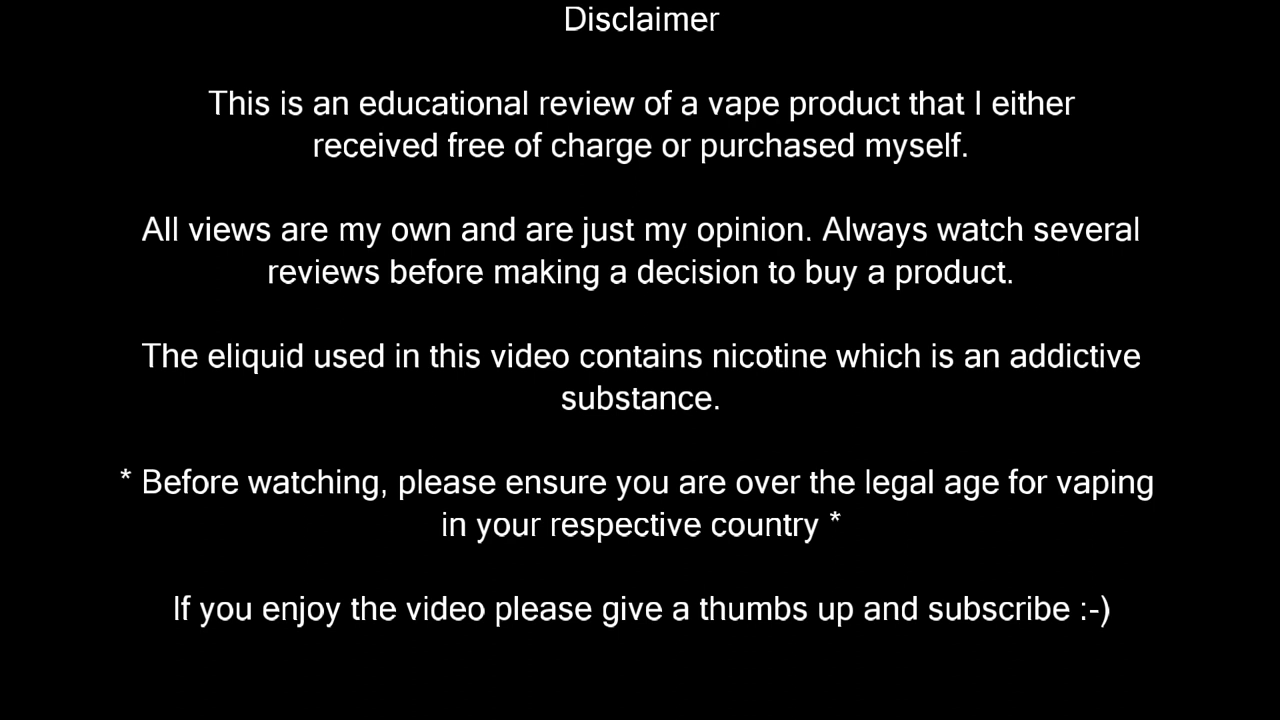 Disclaimer
This is an educational review of a vape product that I either
received free of charge or purchased myself.
All views are my own and are just my opinion. Always watch several
reviews before making a decision to buy a product.
The eliquid used in this video contains nicotine which is an addictive
substance.
* Before watching, please ensure you are over the legal age for vaping
in your respective country *
If you enjoy the video please give a thumbs up and subscribe :-)